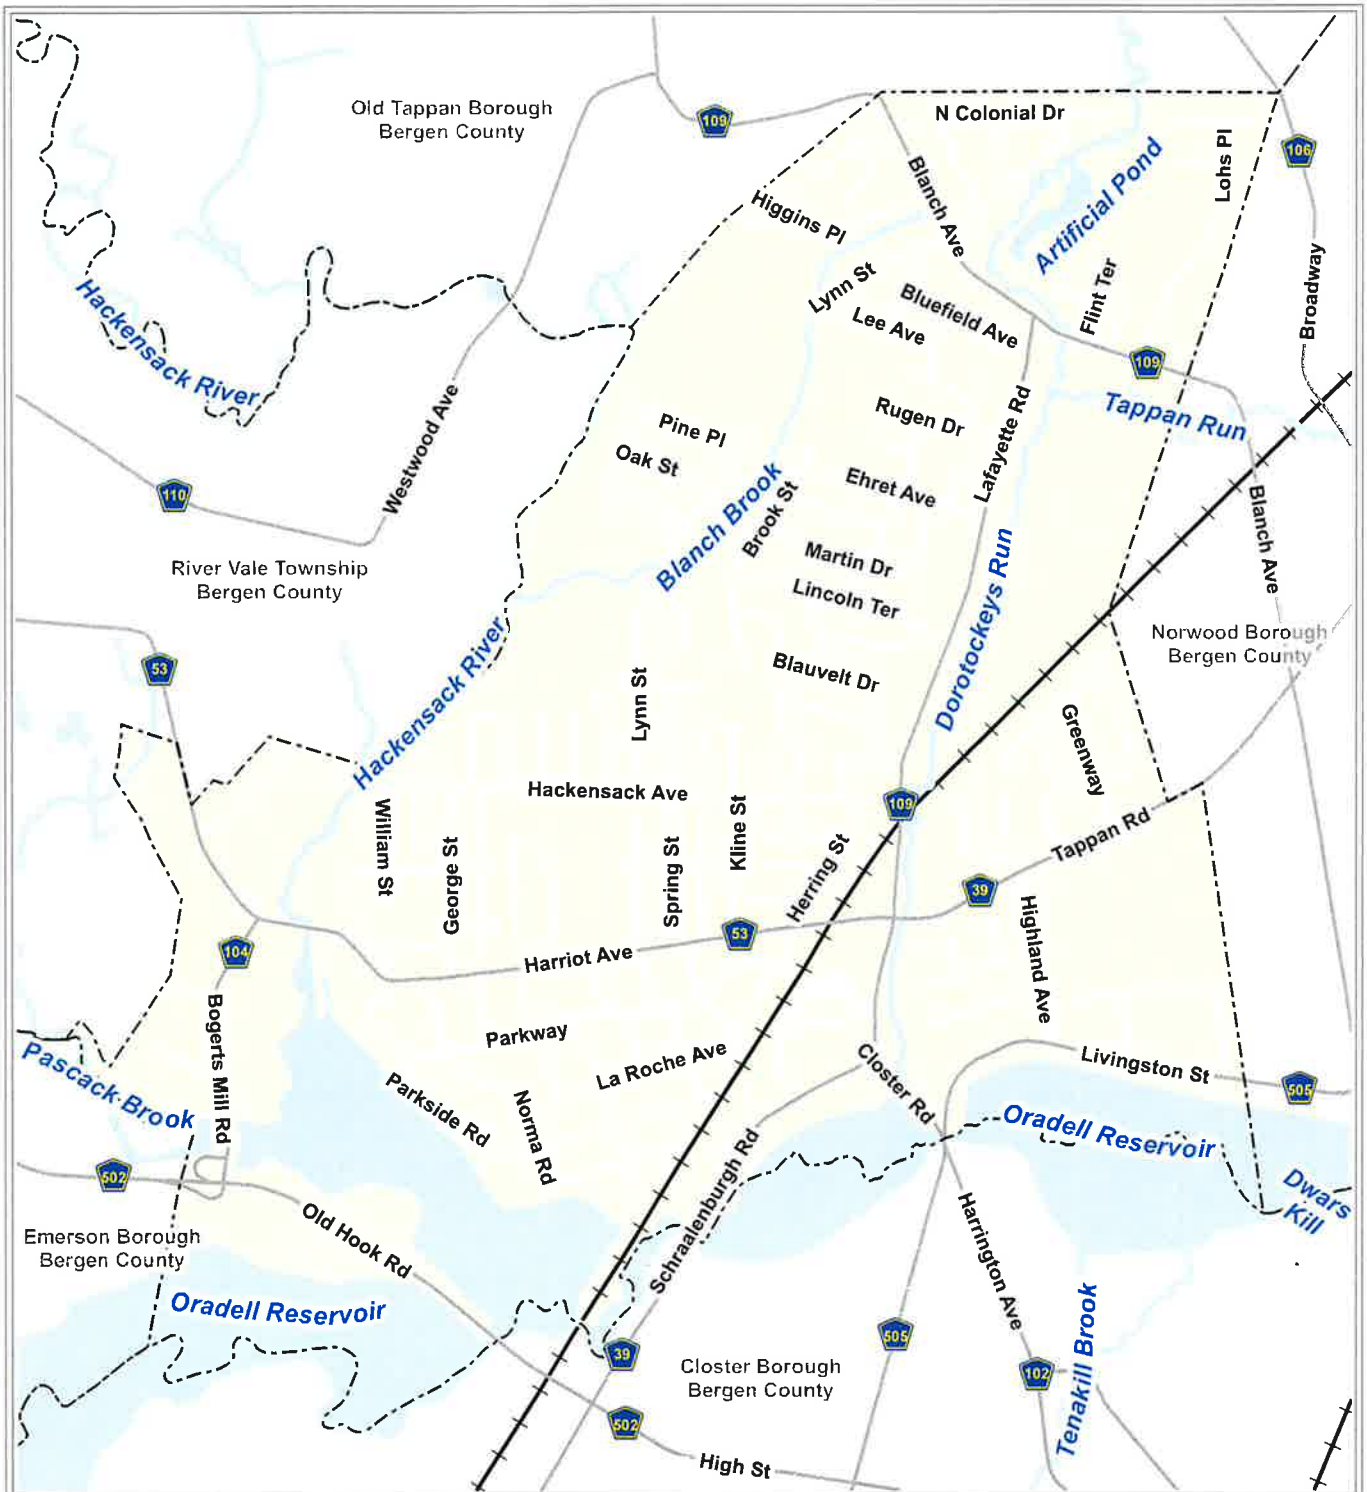 Old Tappan Borough
Bergen County
109
N Colonial Dr
106
Lohs Pl
Artificial Pond
Blanch Ave
Higgins Pl
Broadway
Hackensack River
Lynn St
Bluefield Ave
Flint Ter
Lee Ave
109
Tappan Run
Westwood Ave
Rugen Dr
Lafayette Rd
Pine Pl
Oak St
110
Ehret Ave
Blanch Brook
Brook St
Blanch Ave
River Vale Township
Bergen County
Martin Dr
Lincoln Ter
Dorotockeys Run
Norwood Borough
Bergen County
53
Hackensack River
Lynn St
Blauvelt Dr
Greenway
Hackensack Ave
109
William St
George St
Spring St
Kline St
Herring St
Tappan Rd
39
53
Harriot Ave
Highland Ave
104
Bogerts Mill Rd
Parkway
La Roche Ave
Closter Rd
Livingston St
505
Pascack Brook
Parkside Rd
Norma Rd
Oradell Reservoir
502
Schraalenburgh Rd
Dwars
Kill
Old Hook Rd
Harrington Ave
Emerson Borough
Bergen County
Oradell Reservoir
505
39
Closter Borough
Bergen County
102
Tenakill Brook
502
High St